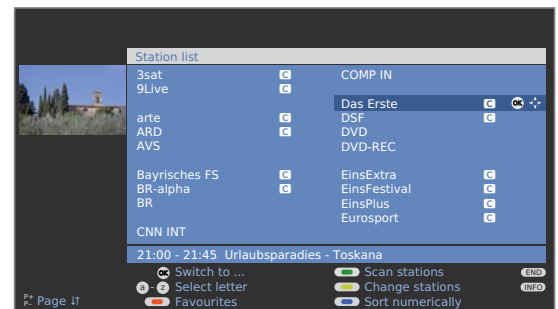 Station list
3sat C
9Live C
arte C
ARD C
AVS
Bayrisches FS C
BR-alpha C
BR
CNN INT
COMP IN
Das Erste C OK
DSF C
DVD
DVD-REC
EinsExtra C
EinsFestival C
EinsPlus C
Eurosport C
21:00 - 21:45 Urlaubsparadies - Toskana
OK Switch to ...
Scan stations END
a - z Select letter
Change stations INFO
P+ P- Page ↓↑
Favourites
Sort numerically